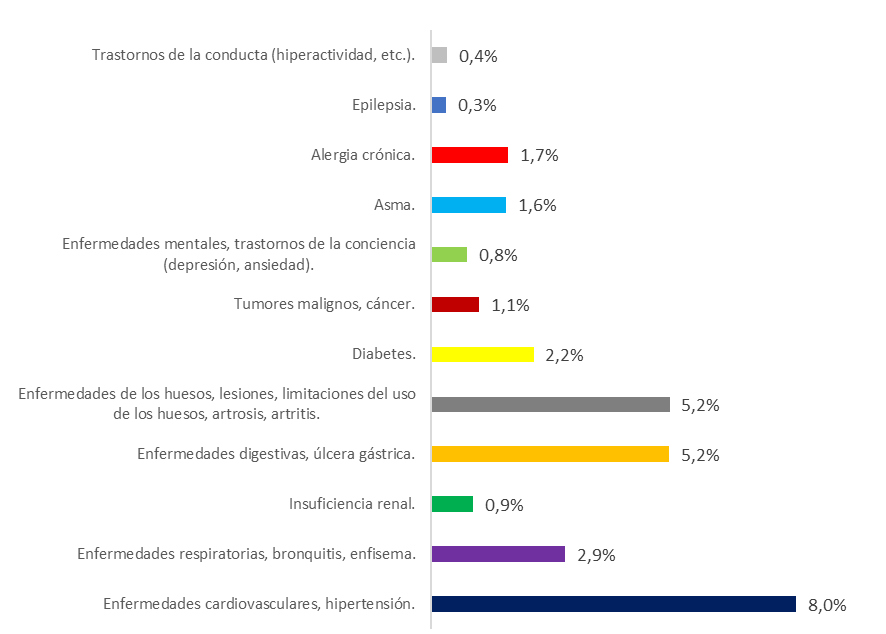 Trastornos de la conducta (hiperactividad, etc.).
0,4%
Epilepsia.
0,3%
Alergia crónica.
1,7%
Asma.
1,6%
Enfermedades mentales, trastornos de la conciencia
(depresión, ansiedad).
0,8%
Tumores malignos, cáncer.
1,1%
Diabetes.
2,2%
Enfermedades de los huesos, lesiones, limitaciones del uso
de los huesos, artrosis, artritis.
5,2%
Enfermedades digestivas, úlcera gástrica.
5,2%
Insuficiencia renal.
0,9%
Enfermedades respiratorias, bronquitis, enfisema.
2,9%
Enfermedades cardiovasculares, hipertensión.
8,0%